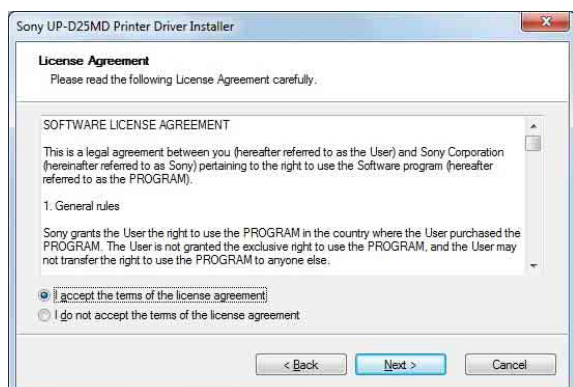 Sony UP-D25MD Printer Driver Installer
License Agreement
Please read the following License Agreement carefully.
SOFTWARE LICENSE AGREEMENT
This is a legal agreement between you (hereafter referred to as the User) and Sony Corporation
(hereinafter referred to as Sony) pertaining to the right to use the Software program (hereafter
referred to as the PROGRAM).
1. General rules
Sony grants the User the right to use the PROGRAM in the country where the User purchased the
PROGRAM. The User is not granted the exclusive right to use the PROGRAM, and the User may
not transfer the right to use the PROGRAM to anyone else.
I accept the terms of the license agreement
I do not accept the terms of the license agreement
< Back
Next >
Cancel